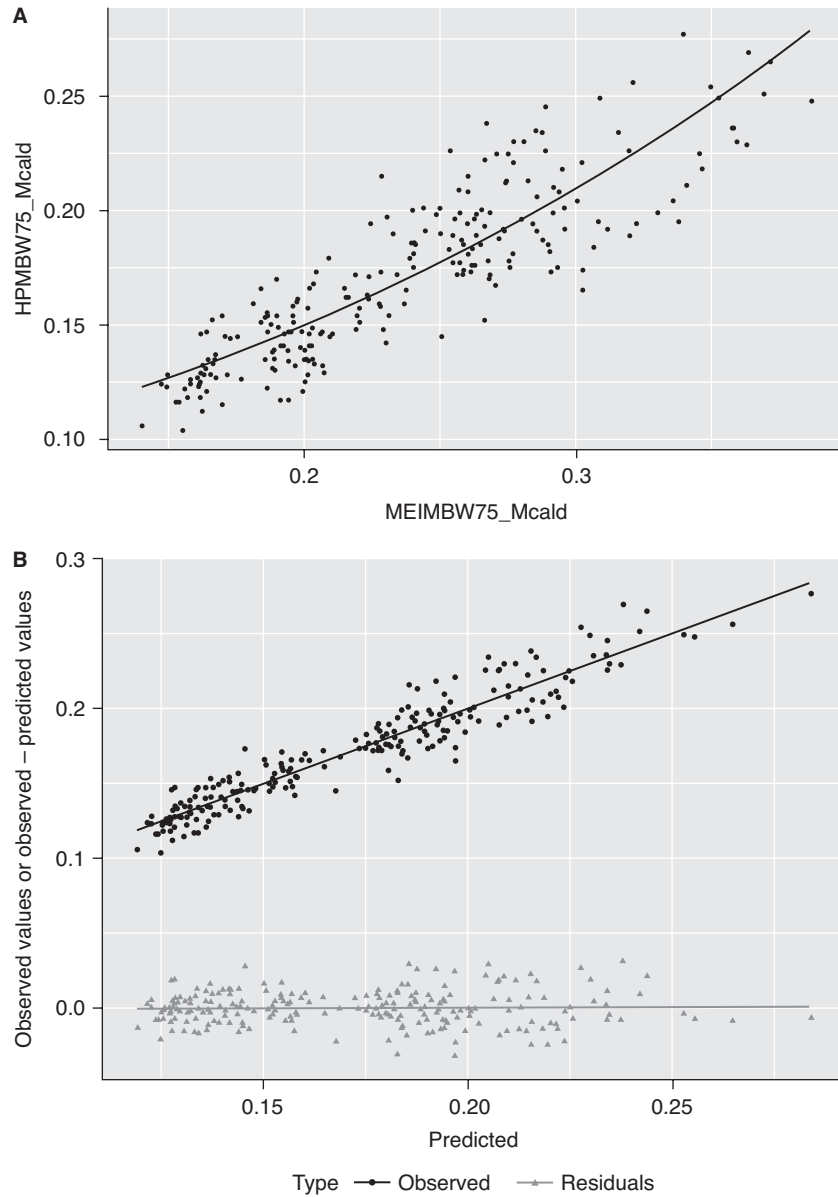 A
HPMBW75_Mcald
0.25
0.20
0.15
0.10
0.2
0.3
MEIMBW75_Mcald
B
Observed values or observed – predicted values
0.3
0.2
0.1
0.0
0.15
0.20
0.25
Predicted
Type Observed Residuals